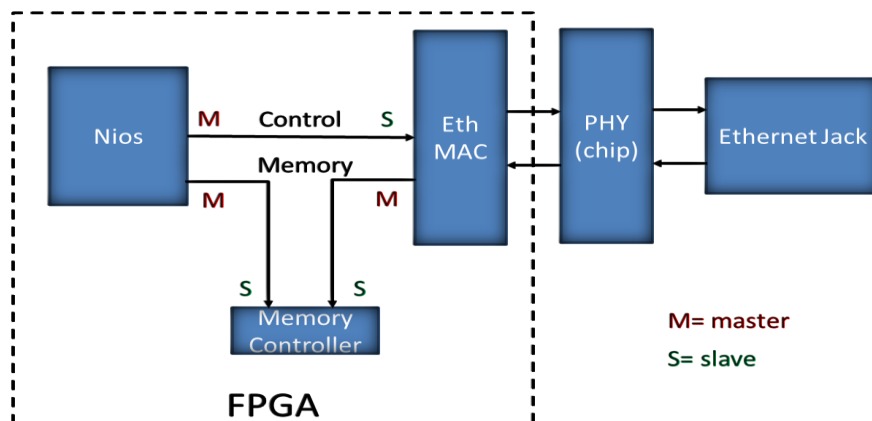 M Control S
Nios
Eth
MAC
PHY
(chip)
Ethernet Jack
Memory
M M
S S
Memory
Controller
M= master
S= slave
FPGA